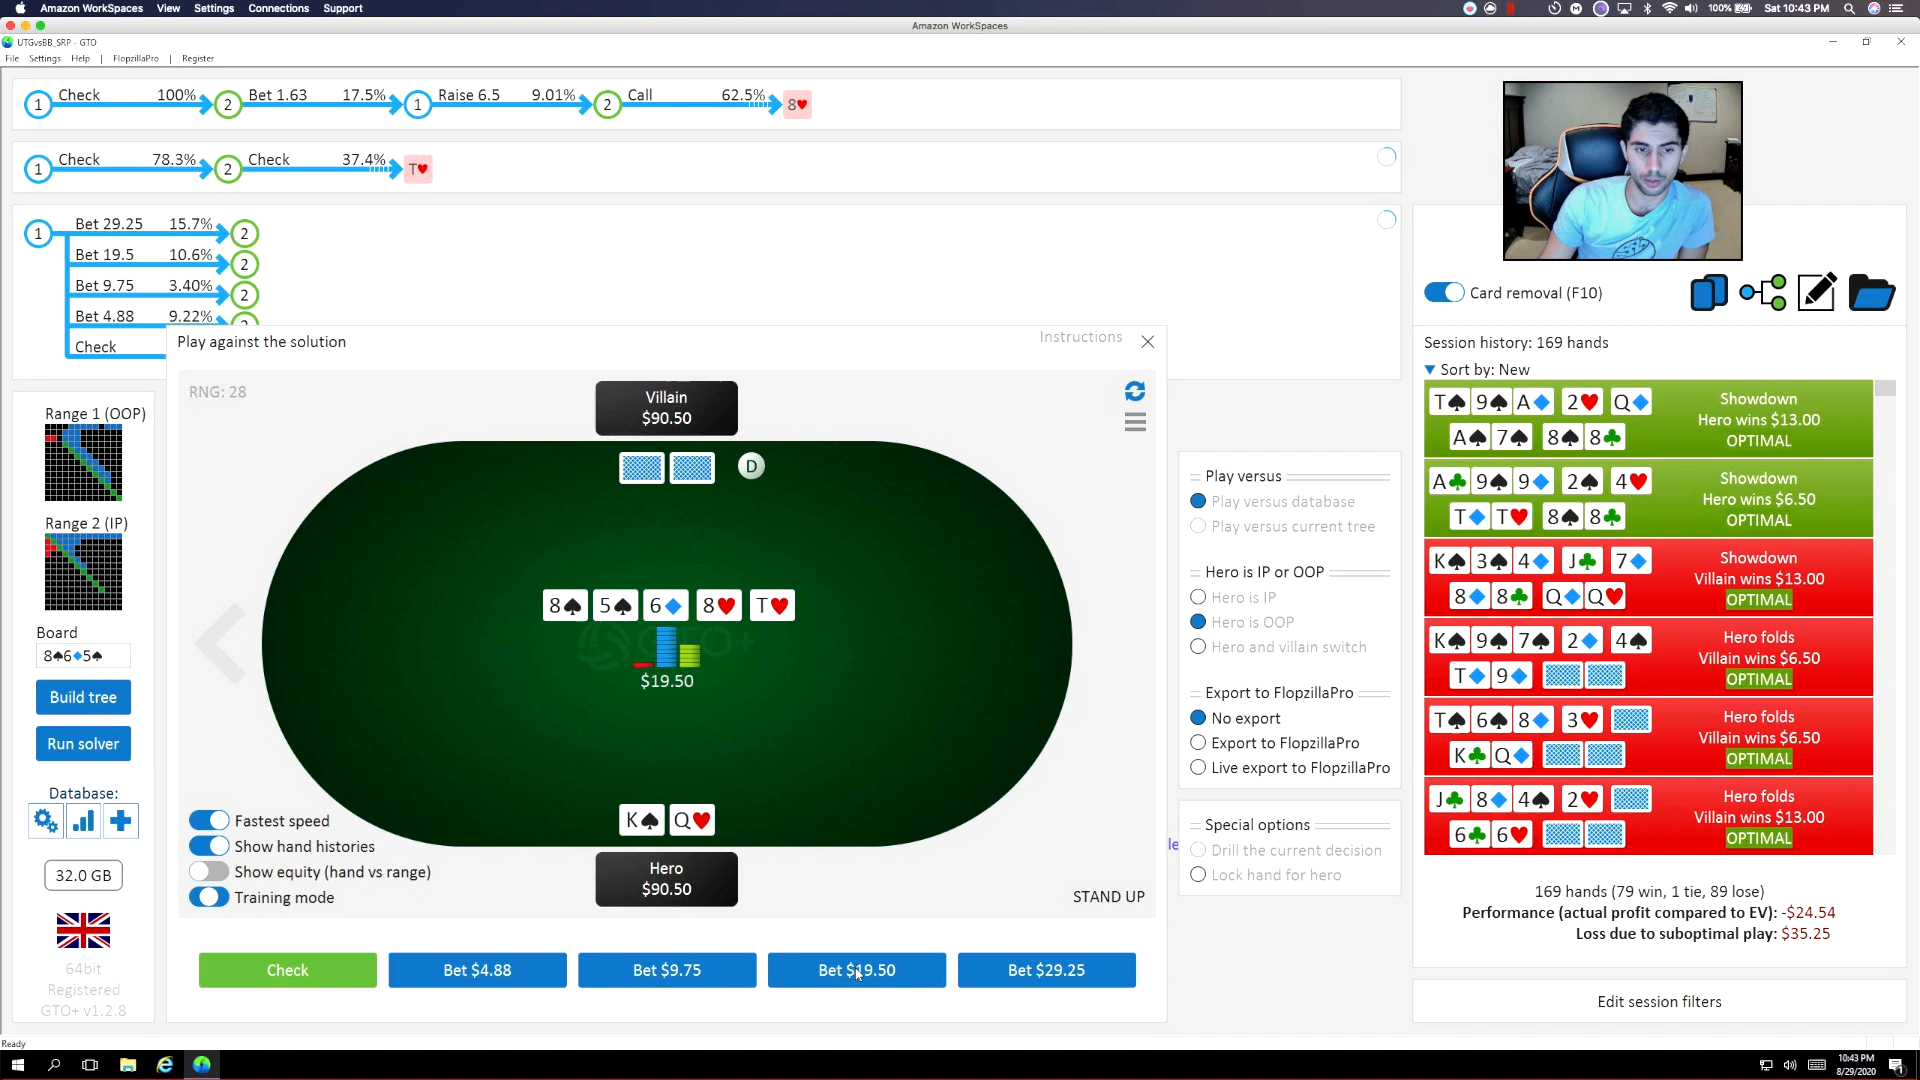 Amazon WorkSpaces View Settings Connections Support
100% Sat 10:43 PM
Amazon WorkSpaces
UTGvsBB_SRP - GTO
File Settings Help | FlopzillaPro | Register
1 Check 100% 2 Bet 1.63 17.5% 1 Raise 6.5 9.01% 2 Call 62.5% 8♥
1 Check 78.3% 2 Check 37.4% T♥
1 Bet 29.25 15.7% 2
Bet 19.5 10.6% 2
Bet 9.75 3.40% 2
Bet 4.88 9.22% 2
Check
Card removal (F10)
Session history: 169 hands
Sort by: New
T♠ 9♠ A♦ 2♥ Q♦
A♠ 7♠ 8♠ 8♣
Showdown
Hero wins $13.00
OPTIMAL
A♣ 9♠ 9♦ 2♠ 4♥
T♦ T♥ 8♠ 8♣
Showdown
Hero wins $6.50
OPTIMAL
K♠ 3♠ 4♦ J♣ 7♦
8♦ 8♣ Q♦ Q♥
Showdown
Villain wins $13.00
OPTIMAL
K♠ 9♠ 7♠ 2♦ 4♠
T♦ 9♦
Hero folds
Villain wins $6.50
OPTIMAL
T♠ 6♠ 8♦ 3♥
K♣ Q♦
Hero folds
Villain wins $6.50
OPTIMAL
J♣ 8♦ 4♠ 2♥
6♣ 6♥
Hero folds
Villain wins $13.00
OPTIMAL
169 hands (79 win, 1 tie, 89 lose)
Performance (actual profit compared to EV): -$24.54
Loss due to suboptimal play: $35.25
Edit session filters
Range 1 (OOP)
Range 2 (IP)
Board
8♠6♦5♠
Build tree
Run solver
Database:
32.0 GB
64bit
Registered
GTO+ v1.2.8
Play against the solution
Instructions
RNG: 28
Villain
$90.50
D
8♠ 5♠ 6♦ 8♥ T♥
GTO+
$19.50
K♠ Q♥
Hero
$90.50
Fastest speed
Show hand histories
Show equity (hand vs range)
Training mode
STAND UP
Check
Bet $4.88
Bet $9.75
Bet $19.50
Bet $29.25
Play versus
Play versus database
Play versus current tree
Hero is IP or OOP
Hero is IP
Hero is OOP
Hero and villain switch
Export to FlopzillaPro
No export
Export to FlopzillaPro
Live export to FlopzillaPro
Special options
Drill the current decision
Lock hand for hero
le
Ready
10:43 PM
8/29/2020